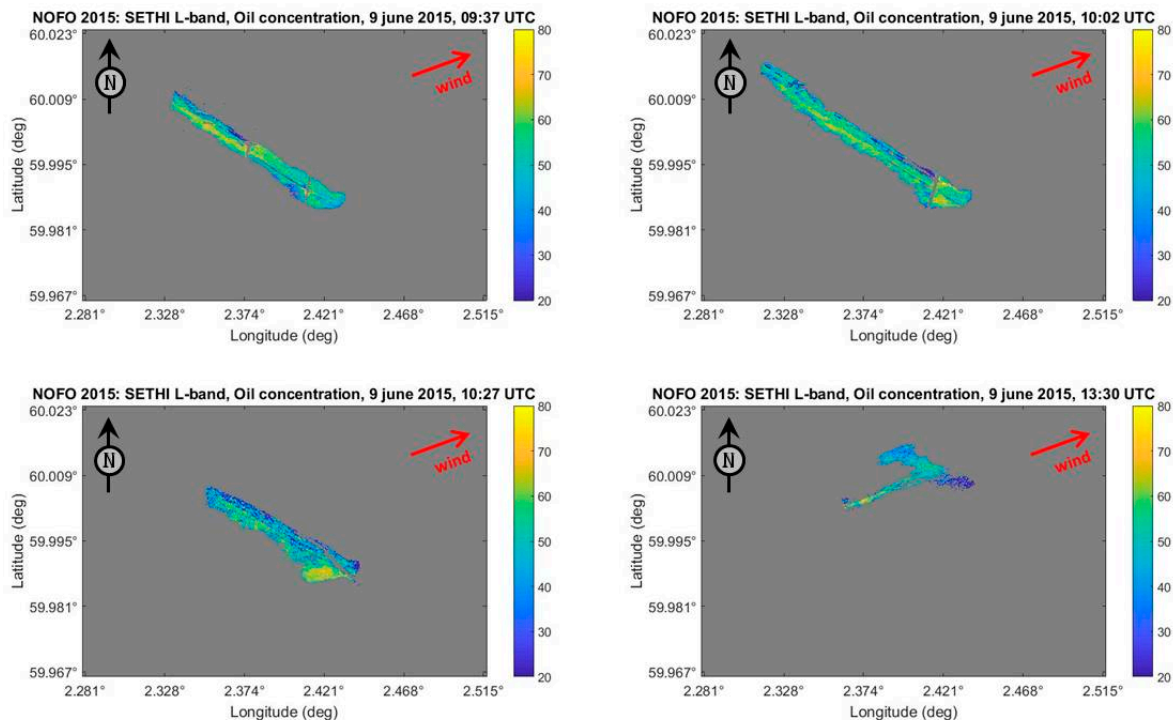 NOFO 2015: SETHI L-band, Oil concentration, 9 june 2015, 09:37 UTC
60.023°
60.009°
59.995°
59.981°
59.967°
Latitude (deg)
N
wind
80
70
60
50
40
30
20
2.281° 2.328° 2.374° 2.421° 2.468° 2.515°
Longitude (deg)
NOFO 2015: SETHI L-band, Oil concentration, 9 june 2015, 10:02 UTC
60.023°
60.009°
59.995°
59.981°
59.967°
Latitude (deg)
N
wind
80
70
60
50
40
30
20
2.281° 2.328° 2.374° 2.421° 2.468° 2.515°
Longitude (deg)
NOFO 2015: SETHI L-band, Oil concentration, 9 june 2015, 10:27 UTC
60.023°
60.009°
59.995°
59.981°
59.967°
Latitude (deg)
N
wind
80
70
60
50
40
30
20
2.281° 2.328° 2.374° 2.421° 2.468° 2.515°
Longitude (deg)
NOFO 2015: SETHI L-band, Oil concentration, 9 june 2015, 13:30 UTC
60.023°
60.009°
59.995°
59.981°
59.967°
Latitude (deg)
N
wind
80
70
60
50
40
30
20
2.281° 2.328° 2.374° 2.421° 2.468° 2.515°
Longitude (deg)